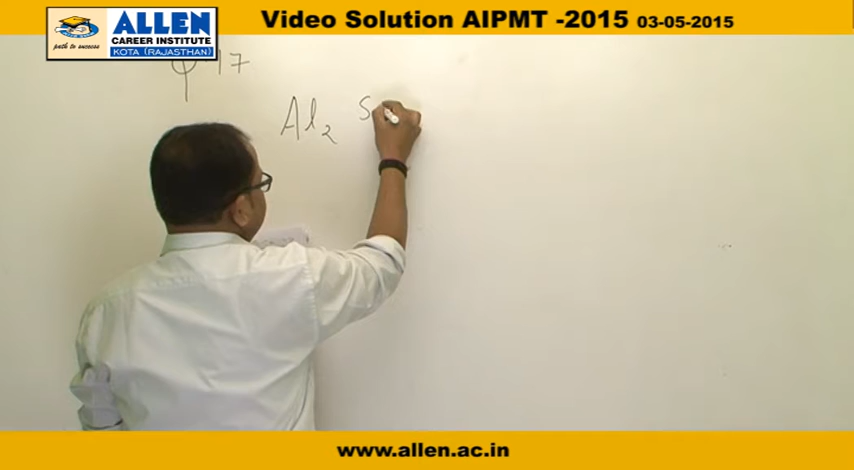 Video Solution AIPMT -2015 03-05-2015
ALLEN
CAREER INSTITUTE
path to success
KOTA (RAJASTHAN)
φ 17
Al2 S
www.allen.ac.in